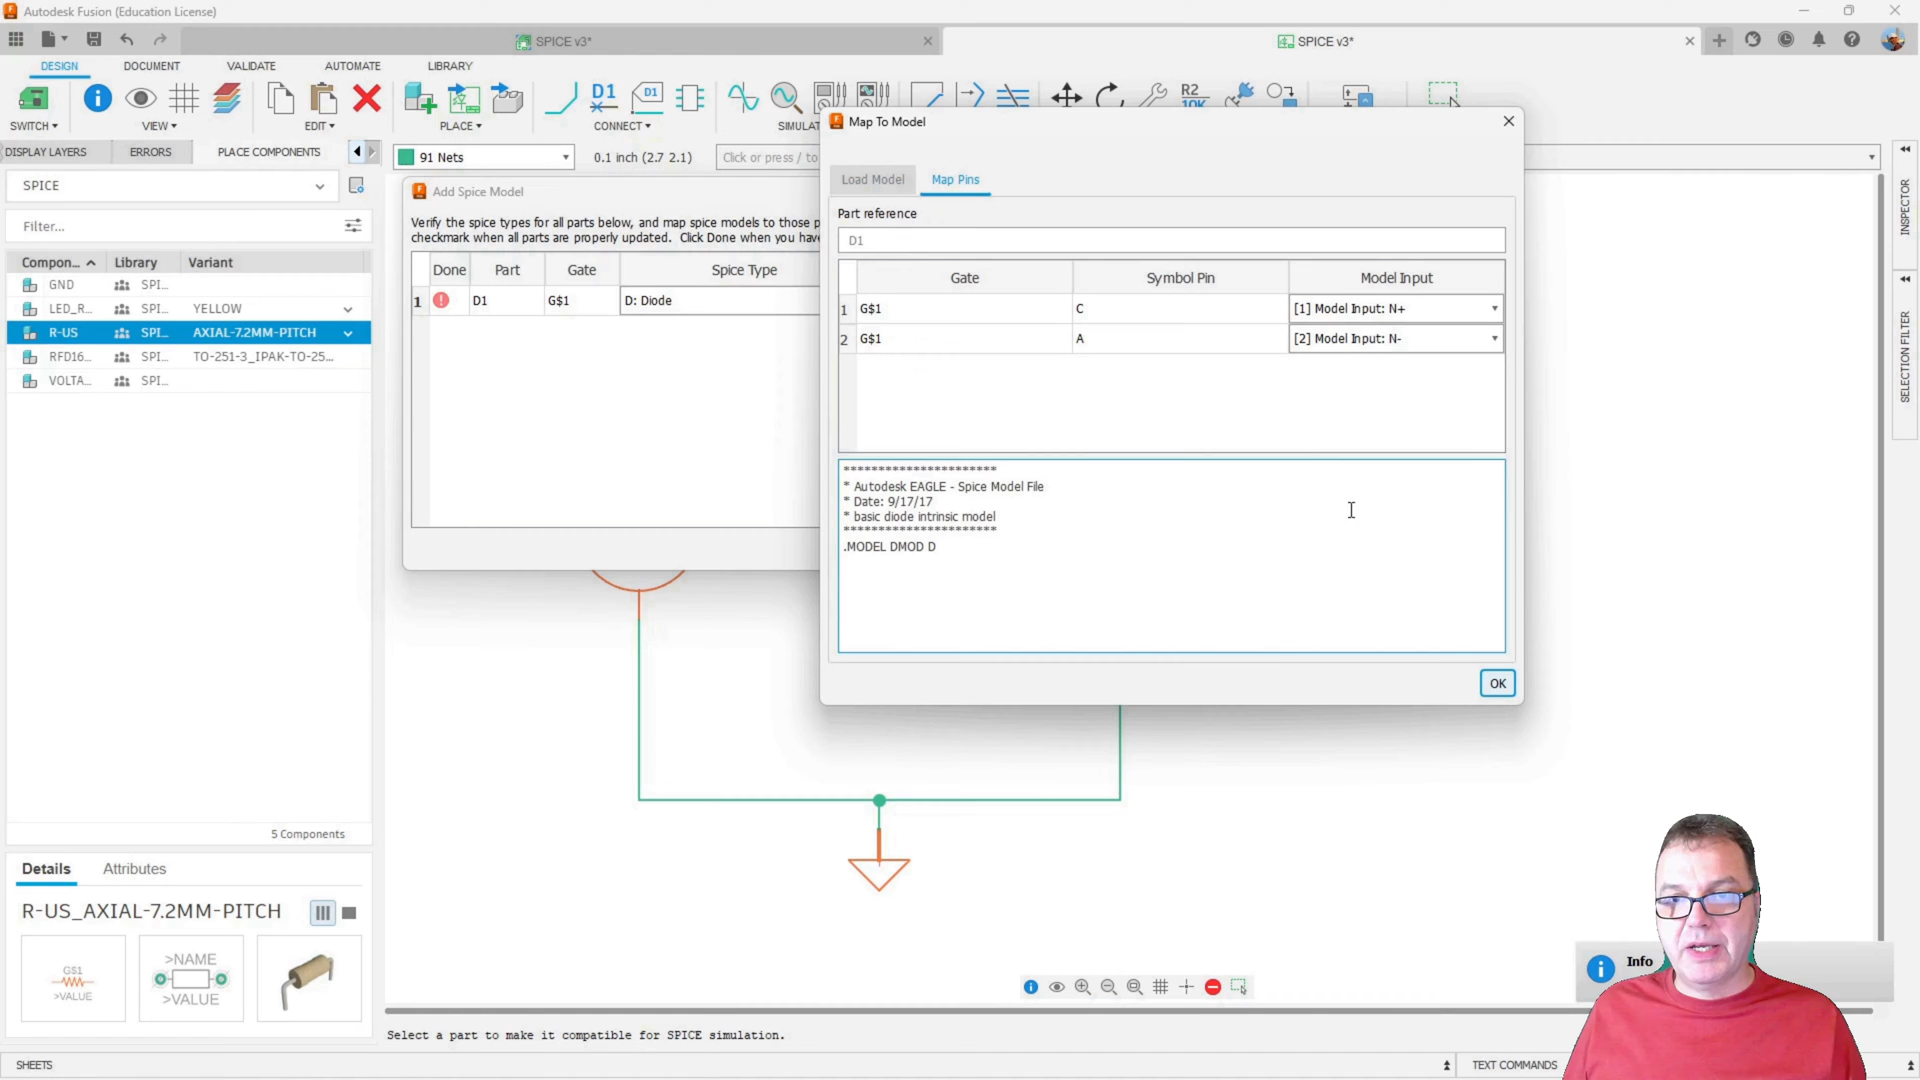 Autodesk Fusion (Education License)
SPICE v3*
SPICE v3*
DESIGN
DOCUMENT
VALIDATE
AUTOMATE
LIBRARY
D1
D1
R2
10K
SWITCH
VIEW
EDIT
PLACE
CONNECT
SIMULAT
DISPLAY LAYERS
ERRORS
PLACE COMPONENTS
91 Nets
0.1 inch (2.7 2.1)
Click or press / to
SPICE
Filter...
Compon...
Library
Variant
GND
SPI...
LED_R...
SPI...
YELLOW
R-US
SPI...
AXIAL-7.2MM-PITCH
RFD16...
SPI...
TO-251-3_IPAK-TO-25...
VOLTA...
SPI...
5 Components
Details
Attributes
R-US_AXIAL-7.2MM-PITCH
G$1
>VALUE
>NAME
>VALUE
Add Spice Model
Verify the spice types for all parts below, and map spice models to those p
checkmark when all parts are properly updated. Click Done when you hav
Done
Part
Gate
Spice Type
1
D1
G$1
D: Diode
Map To Model
Load Model
Map Pins
Part reference
D1
Gate
Symbol Pin
Model Input
1
G$1
C
[1] Model Input: N+
2
G$1
A
[2] Model Input: N-
**********************
* Autodesk EAGLE - Spice Model File
* Date: 9/17/17
* basic diode intrinsic model
**********************
.MODEL DMOD D
OK
INSPECTOR
SELECTION FILTER
Info
Select a part to make it compatible for SPICE simulation.
SHEETS
TEXT COMMANDS